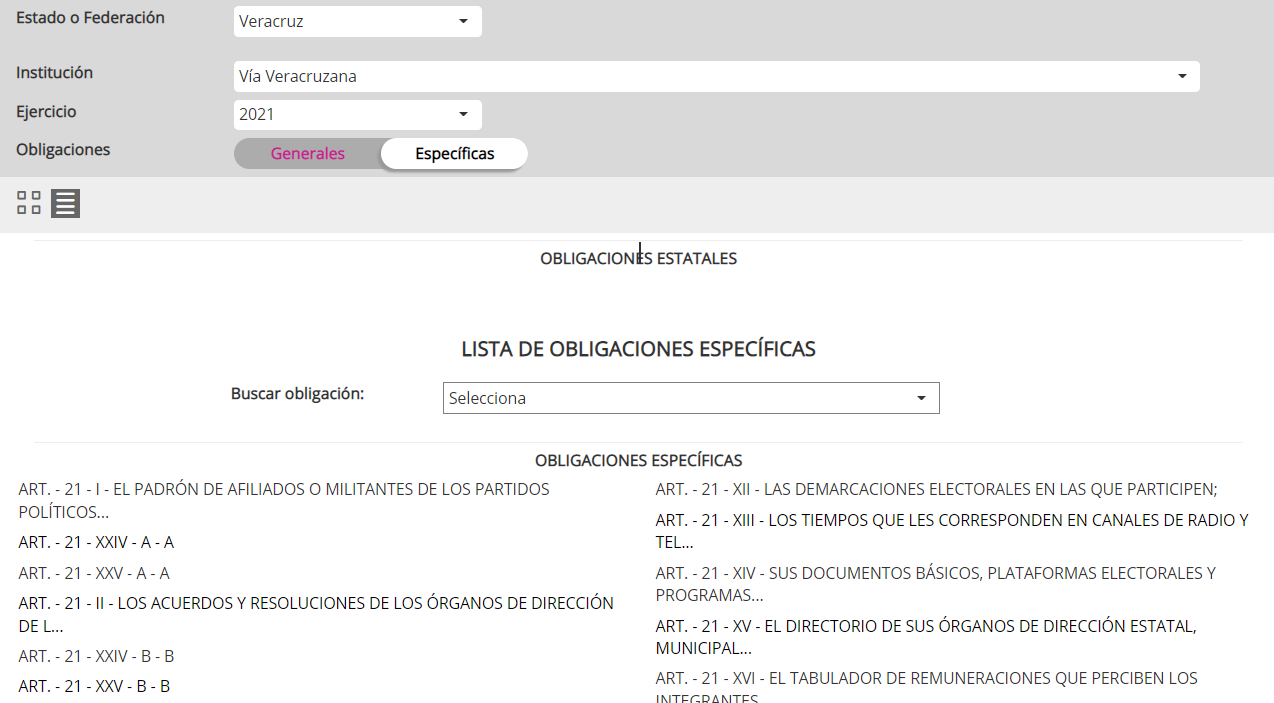 Estado o Federación
Veracruz
Institución
Vía Veracruzana
Ejercicio
2021
Obligaciones
Generales
Específicas
OBLIGACIONES ESTATALES
LISTA DE OBLIGACIONES ESPECÍFICAS
Buscar obligación:
Selecciona
OBLIGACIONES ESPECÍFICAS
ART. - 21 - I - EL PADRÓN DE AFILIADOS O MILITANTES DE LOS PARTIDOS
POLÍTICOS...
ART. - 21 - XXIV - A - A
ART. - 21 - XXV - A - A
ART. - 21 - II - LOS ACUERDOS Y RESOLUCIONES DE LOS ÓRGANOS DE DIRECCIÓN
DE L...
ART. - 21 - XXIV - B - B
ART. - 21 - XXV - B - B
ART. - 21 - XII - LAS DEMARCACIONES ELECTORALES EN LAS QUE PARTICIPEN;
ART. - 21 - XIII - LOS TIEMPOS QUE LES CORRESPONDEN EN CANALES DE RADIO Y
TEL...
ART. - 21 - XIV - SUS DOCUMENTOS BÁSICOS, PLATAFORMAS ELECTORALES Y
PROGRAMAS...
ART. - 21 - XV - EL DIRECTORIO DE SUS ÓRGANOS DE DIRECCIÓN ESTATAL,
MUNICIPAL...
ART. - 21 - XVI - EL TABULADOR DE REMUNERACIONES QUE PERCIBEN LOS
INTEGRANTES